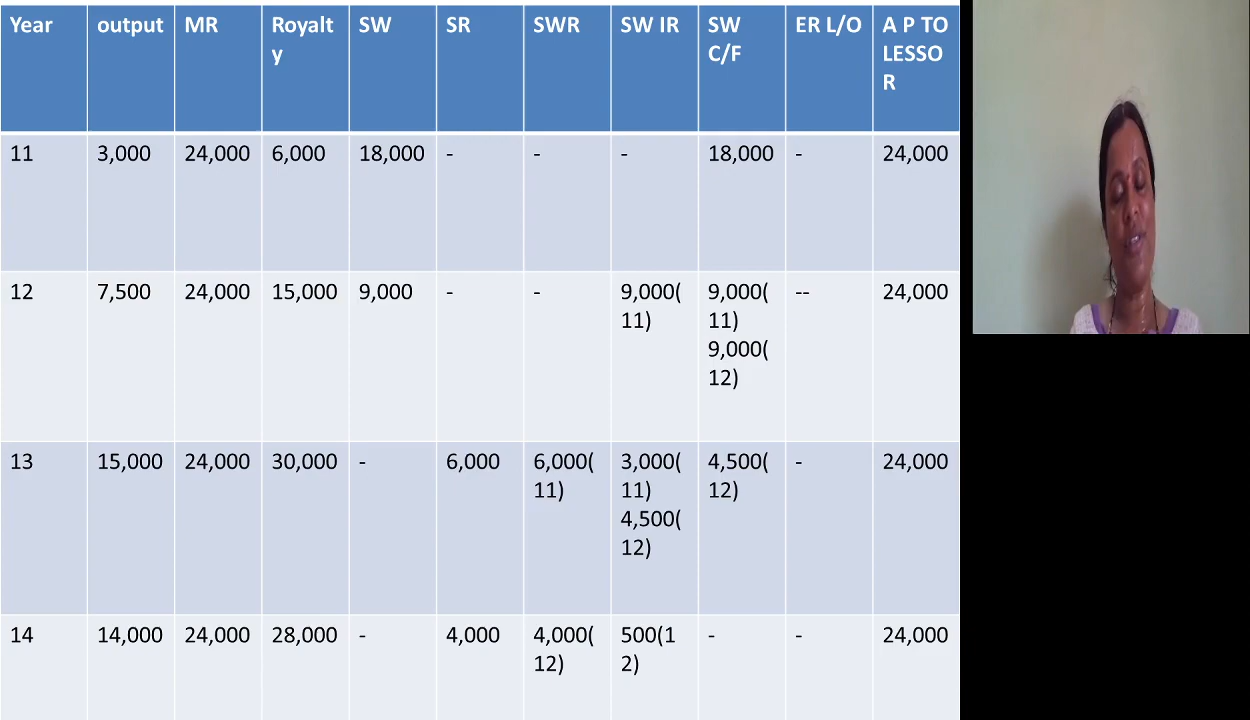 Year output MR Royalt SW SR SWR SW IR SW ER L/O A P TO
y C/F LESSO
R
11 3,000 24,000 6,000 18,000 - - - 18,000 - 24,000
12 7,500 24,000 15,000 9,000 - - 9,000( 9,000( -- 24,000
11) 11)
9,000(
12)
13 15,000 24,000 30,000 - 6,000 6,000( 3,000( 4,500( - 24,000
11) 11) 12)
4,500(
12)
14 14,000 24,000 28,000 - 4,000 4,000( 500(1 - - 24,000
12) 2)